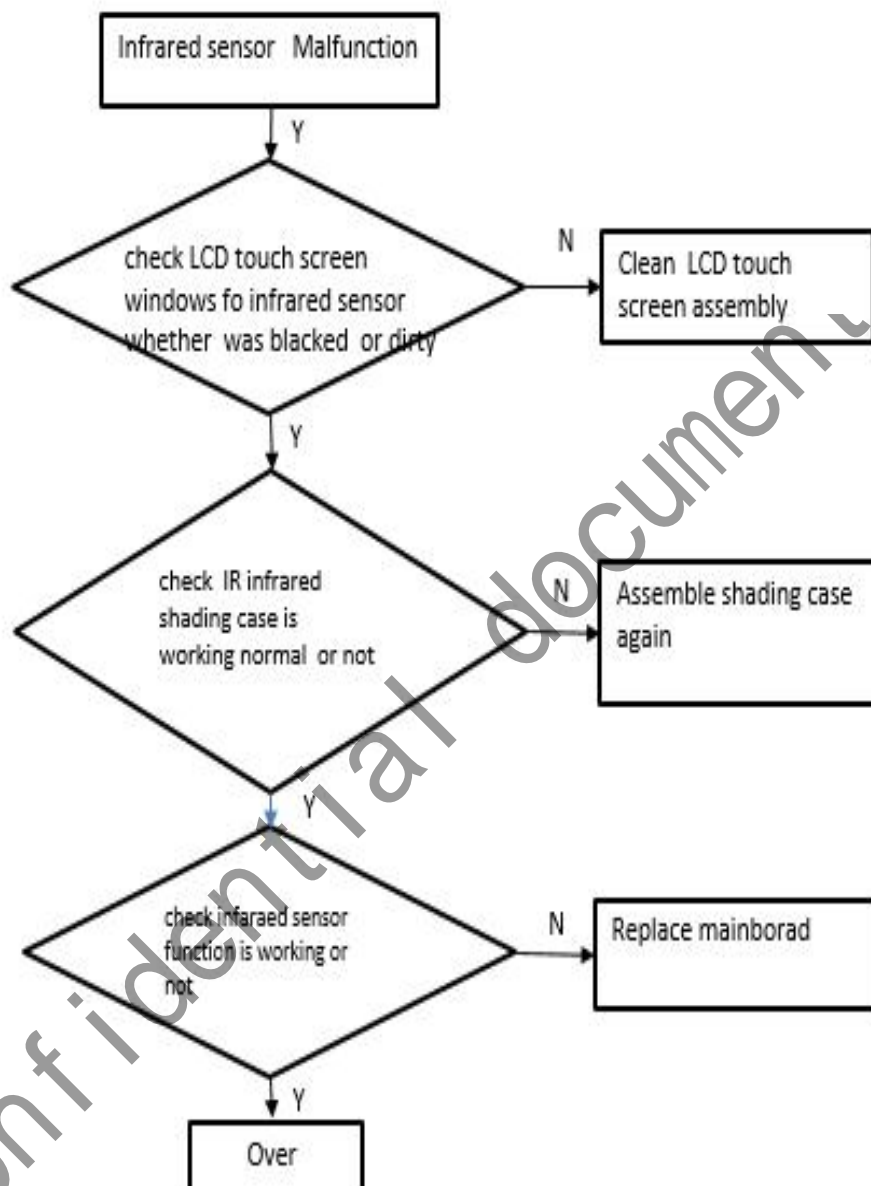 Infrared sensor Malfunction
Y
check LCD touch screen
windows fo infrared sensor
whether was blacked or dirty
N
Clean LCD touch
screen assembly
Y
check IR infrared
shading case is
working normal or not
N
Assemble shading case
again
Y
check infaraed sensor
function is working or
not
N
Replace mainborad
Y
Over
onfidential document